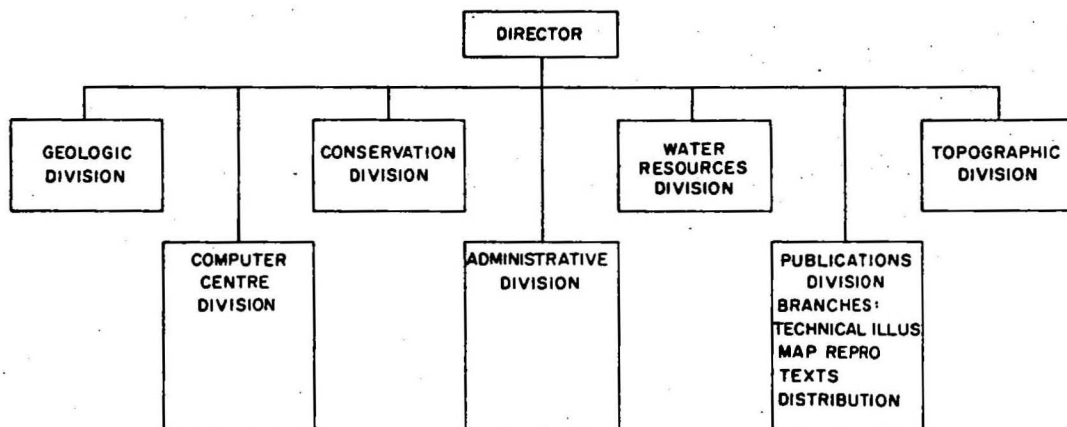 DIRECTOR
GEOLOGIC
DIVISION
CONSERVATION
DIVISION
WATER
RESOURCES
DIVISION
TOPOGRAPHIC
DIVISION
COMPUTER
CENTRE
DIVISION
ADMINISTRATIVE
DIVISION
PUBLICATIONS
DIVISION
BRANCHES:
TECHNICAL ILLUS
MAP REPRO
TEXTS
DISTRIBUTION